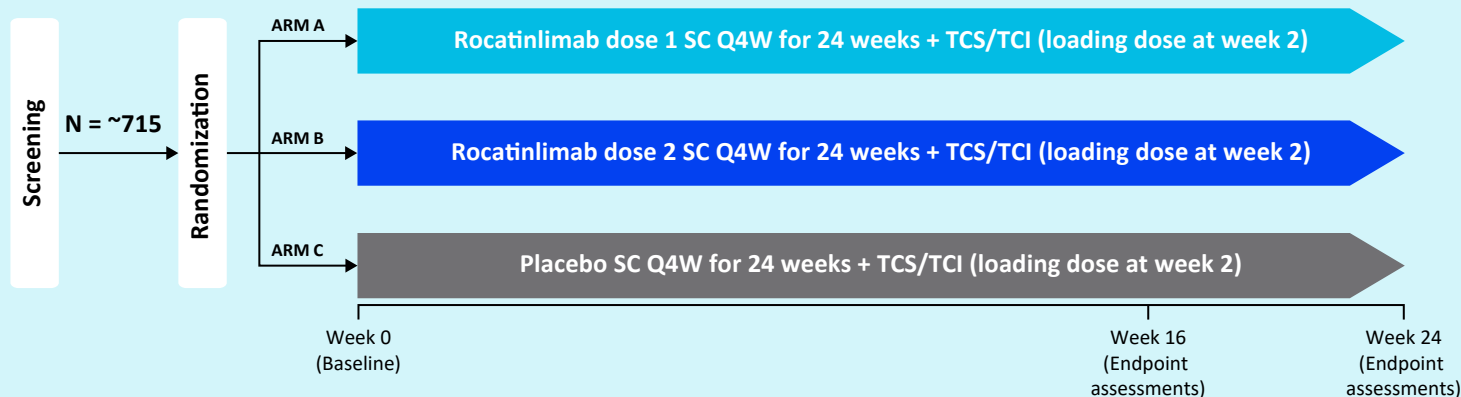 Screening
N = ~715
Randomization
ARM A
Rocatinlimab dose 1 SC Q4W for 24 weeks + TCS/TCI (loading dose at week 2)
ARM B
Rocatinlimab dose 2 SC Q4W for 24 weeks + TCS/TCI (loading dose at week 2)
ARM C
Placebo SC Q4W for 24 weeks + TCS/TCI (loading dose at week 2)
Week 0
(Baseline)
Week 16
(Endpoint
assessments)
Week 24
(Endpoint
assessments)